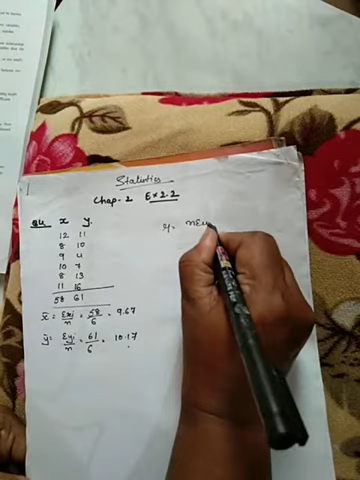 Statistics
Chap-2 Ex 2.2
x y
12 11
8 10
9 4
10 7
8 13
11 16
58 61
x̄ = Σxi/n = 58/6 = 9.67
ȳ = Σyi/n = 61/6 = 10.17
r = nΣxy